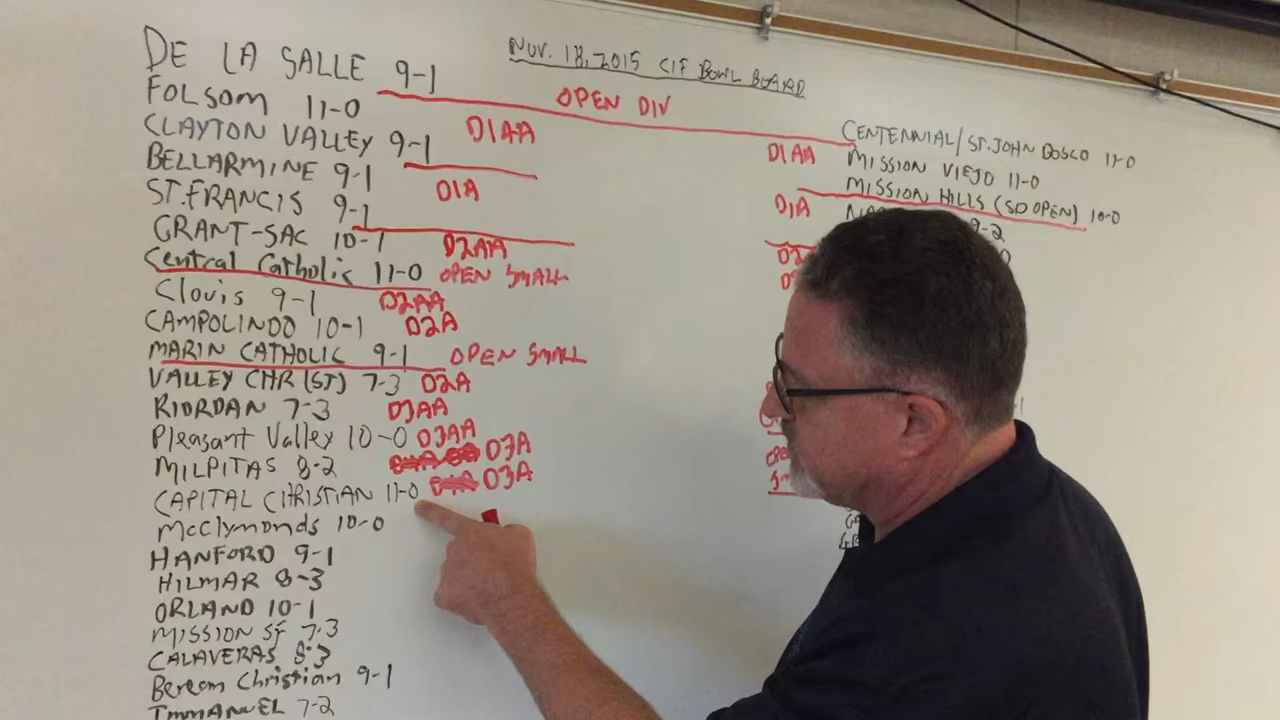 NOV. 18, 2015 CIF BOWL BOARD
DE LA SALLE 9-1
OPEN DIV
FOLSOM 11-0
CLAYTON VALLEY 9-1 D1AA
BELLARMINE 9-1
ST. FRANCIS 9-1 D1A
GRANT-SAC 10-1 D2AA
Central Catholic 11-0 OPEN SMALL
Clovis 9-1 D2AA
CAMPOLINDO 10-1 D2A
MARIN CATHOLIC 9-1 OPEN SMALL
VALLEY CHR (SJ) 7-3 D2A
RIORDAN 7-3 D3AA
Pleasant Valley 10-0 D3AA
MILPITAS 8-2 D3A
CAPITAL CHRISTIAN 11-0 D3A
McClymonds 10-0
HANFORD 9-1
HILMAR 8-3
ORLAND 10-1
MISSION SF 7-3
CALAVERAS 8-3
Berean Christian 9-1
IMMANUEL 7-2
CENTENNIAL/ST. JOHN BOSCO 11-0
D1AA MISSION VIEJO 11-0
MISSION HILLS (SD OPEN) 10-0
D1A
9-2